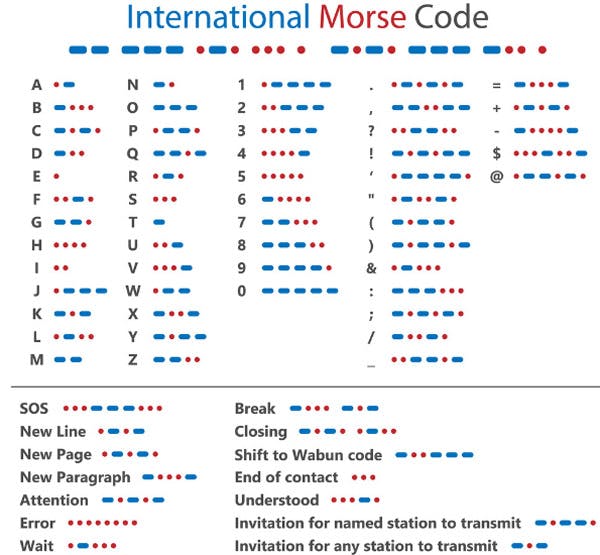 International Morse Code
A N 1 . =
B O 2 , +
C P 3 ? -
D Q 4 ! $
E R 5 ‘ @
F S 6 "
G T 7 (
H U 8 )
I V 9 &
J W 0 :
K X ;
L Y /
M Z _
SOS Break
New Line Closing
New Page Shift to Wabun code
New Paragraph End of contact
Attention Understood
Error Invitation for named station to transmit
Wait Invitation for any station to transmit